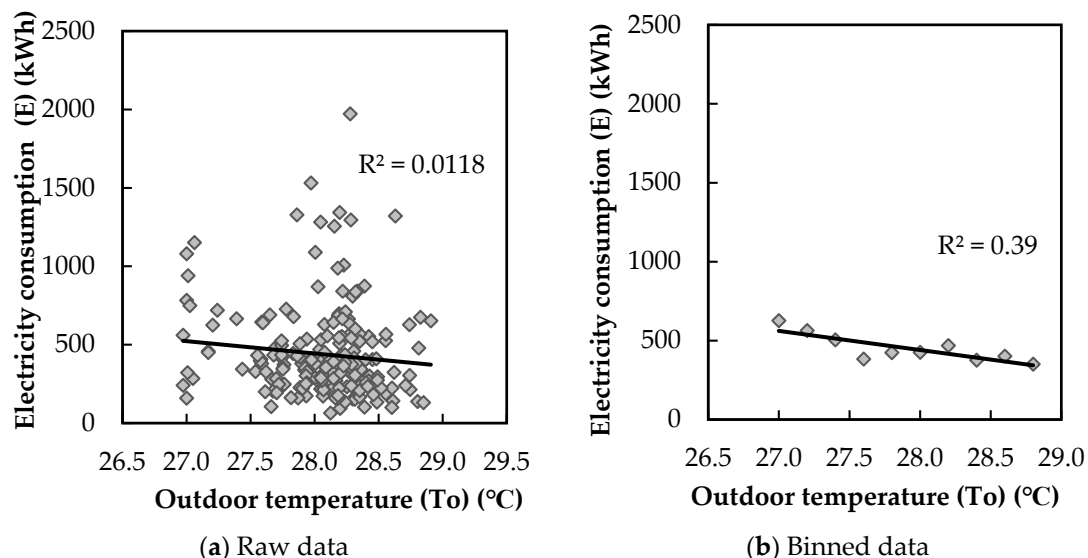 Electricity consumption (E) (kWh)
2500
2000
1500
1000
500
0
R² = 0.0118
26.5 27.0 27.5 28.0 28.5 29.0 29.5
Outdoor temperature (To) (°C)
(a) Raw data
Electricity consumption (E) (kWh)
2500
2000
1500
1000
500
0
R² = 0.39
26.5 27.0 27.5 28.0 28.5 29.0
Outdoor temperature (To) (°C)
(b) Binned data